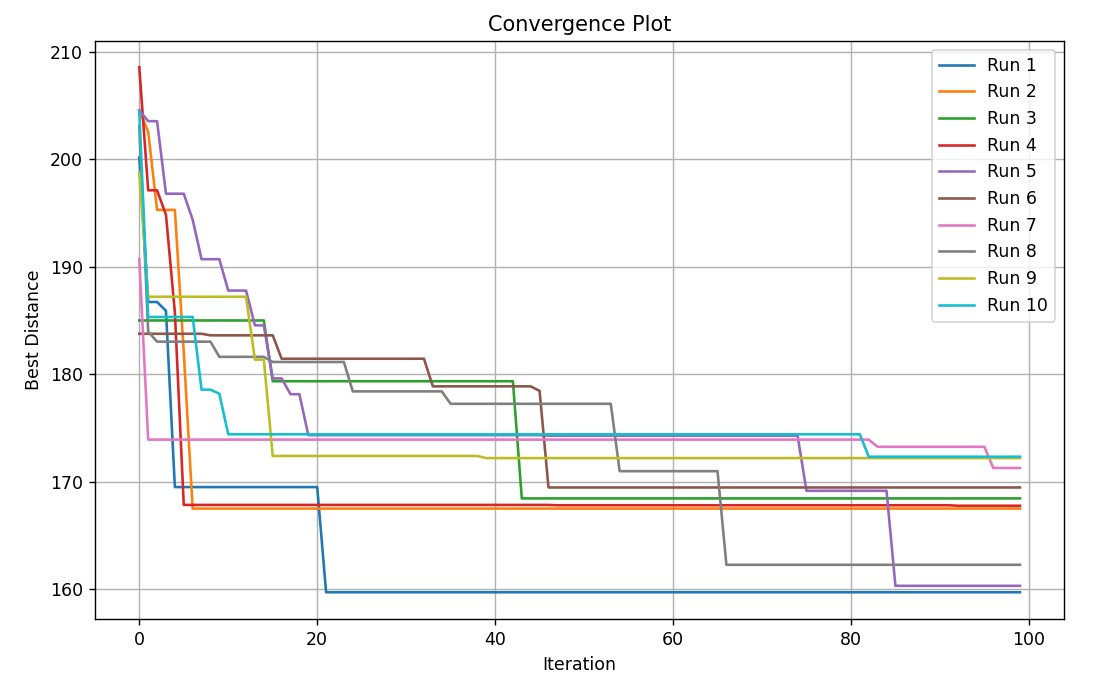 Convergence Plot
210
200
190
180
170
160
Best Distance
0
20
40
60
80
100
Iteration
Run 1
Run 2
Run 3
Run 4
Run 5
Run 6
Run 7
Run 8
Run 9
Run 10